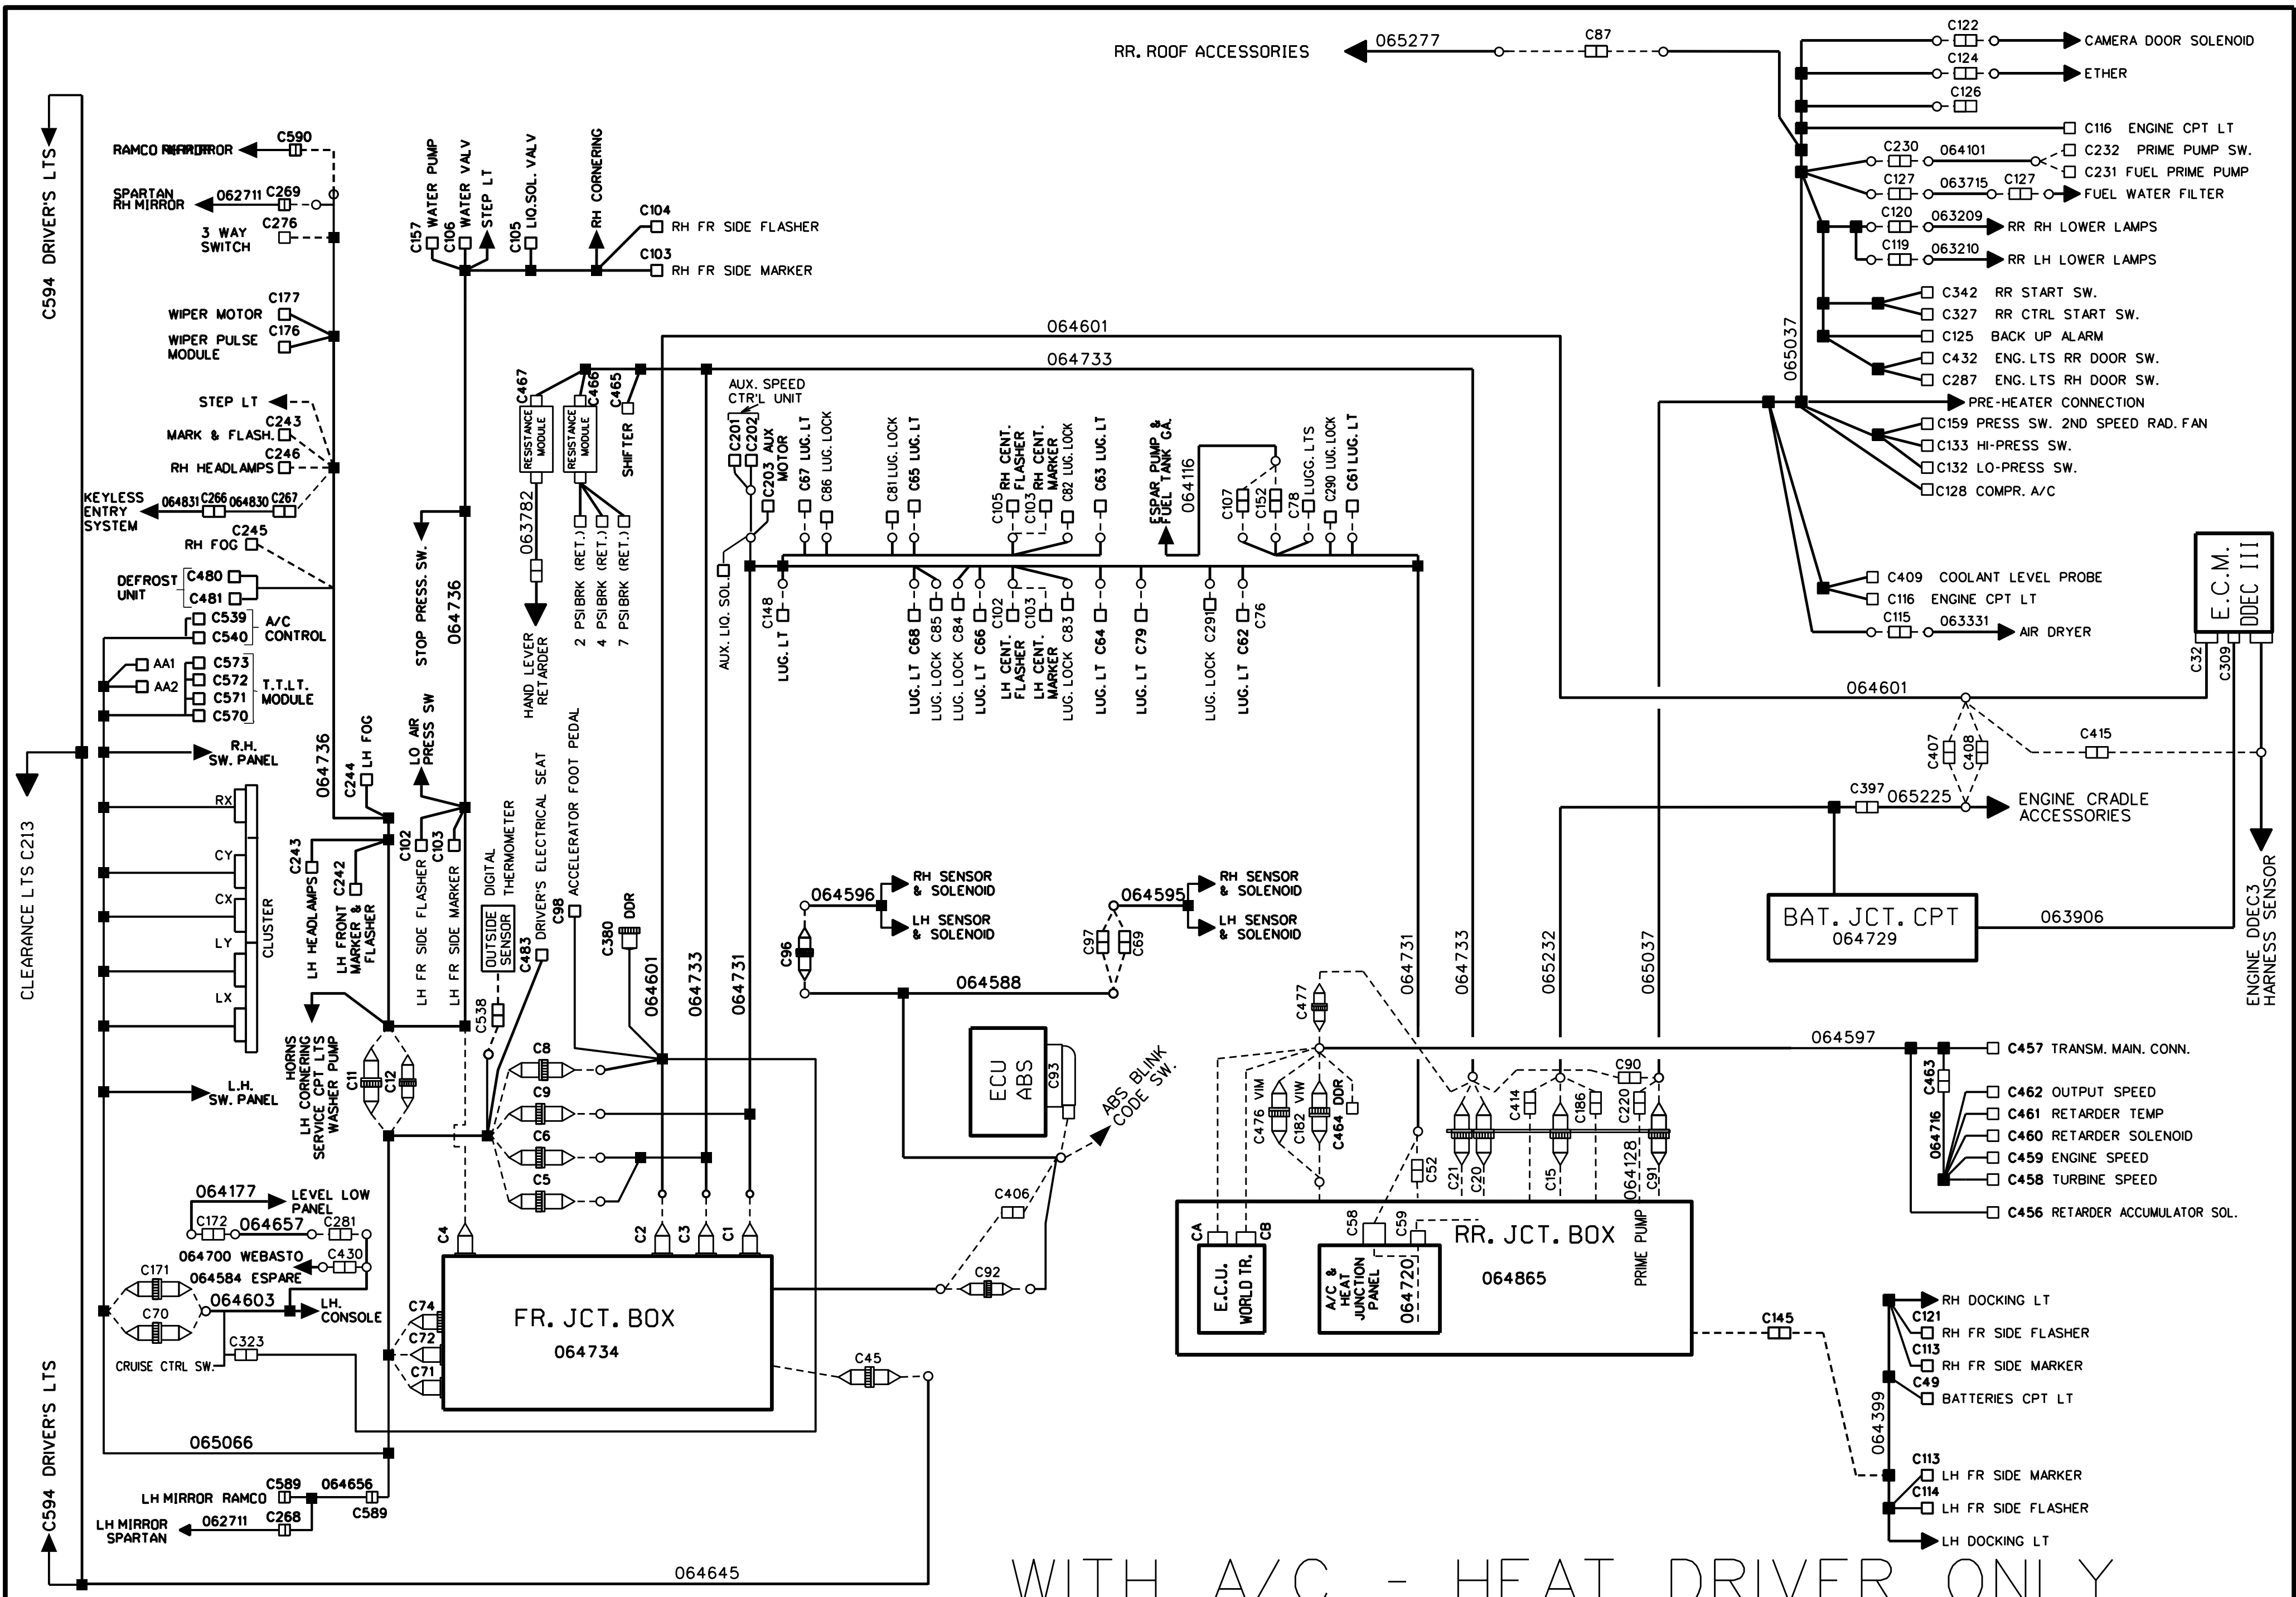 RR. ROOF ACCESSORIES
065277
C87
C122
CAMERA DOOR SOLENOID
C124
ETHER
C126
C116 ENGINE CPT LT
C230
064101
C232 PRIME PUMP SW.
C231 FUEL PRIME PUMP
C127
063715
C127
FUEL WATER FILTER
C120
063209
RR RH LOWER LAMPS
C119
063210
RR LH LOWER LAMPS
C342 RR START SW.
C327 RR CTRL START SW.
C125 BACK UP ALARM
C432 ENG. LTS RR DOOR SW.
C287 ENG. LTS RH DOOR SW.
065037
PRE-HEATER CONNECTION
C159 PRESS SW. 2ND SPEED RAD. FAN
C133 HI-PRESS SW.
C132 LO-PRESS SW.
C128 COMPR. A/C
C409 COOLANT LEVEL PROBE
C116 ENGINE CPT LT
C115
063331
AIR DRYER
E.C.M.
DDEC III
C32
C309
064601
C407
C408
C415
C397
065225
ENGINE CRADLE
ACCESSORIES
BAT. JCT. CPT
064729
063906
ENGINE DDEC3
HARNESS SENSOR
C594 DRIVER'S LTS
RAMCO
C590
SPARTAN
RH MIRROR
062711
C269
3 WAY
SWITCH
C276
WIPER MOTOR
C177
WIPER PULSE
MODULE
C176
STEP LT
MARK & FLASH.
C243
RH HEADLAMPS
C246
KEYLESS
ENTRY
SYSTEM
064831
C266
064830
C267
C245
RH FOG
DEFROST
UNIT
C480
C481
C539
C540
A/C
CONTROL
AA1
AA2
C573
C572
C571
C570
T.T.LT.
MODULE
R.H.
SW. PANEL
CLEARANCE LTS C213
RX
CY
CX
LY
LX
CLUSTER
L.H.
SW. PANEL
064736
C244 LH FOG
C243
LH HEADLAMPS
C242
LH FRONT
MARKER &
FLASHER
HORNS
LH CORNERING
SERVICE CPT LTS
WASHER PUMP
C11
C12
C157 WATER PUMP
C106 WATER VALV
STEP LT
C105 LIQ.SOL. VALV
RH CORNERING
C104
RH FR SIDE FLASHER
C103
RH FR SIDE MARKER
STOP PRESS. SW.
064736
LO AIR
PRESS SW
C102
LH FR SIDE FLASHER
C103
LH FR SIDE MARKER
064601
064733
C467
C466
C465
RESISTANCE
MODULE
RESISTANCE
MODULE
SHIFTER
063782
HAND LEVER
RETARDER
2 PSI BRK (RET.)
4 PSI BRK (RET.)
7 PSI BRK (RET.)
AUX. SPEED
CTR'L UNIT
C201
C202
C203 AUX
MOTOR
AUX. LIQ. SOL.
C67 LUG. LT
C86 LUG. LOCK
C81 LUG. LOCK
C65 LUG. LT
C105
RH CENT.
FLASHER
C103
RH CENT.
MARKER
C82 LUG. LOCK
C63 LUG. LT
ESPAR PUMP &
FUEL TANK GA.
064116
C107
C152
C78
LUGG. LTS
C290 LUG. LOCK
C61 LUG. LT
C148
LUG. LT
LUG. LT C68
LUG. LOCK C85
LUG. LOCK C84
LUG. LT C66
C102
LH CENT.
FLASHER
C103
LH CENT.
MARKER
LUG. LOCK C83
LUG. LT C64
LUG. LT C79
LUG. LOCK C291
LUG. LT C62
C76
DIGITAL
THERMOMETER
OUTSIDE
SENSOR
C538
C483 DRIVER'S ELECTRICAL SEAT
C98 ACCELERATOR FOOT PEDAL
C380 DDR
064601
064733
064731
C8
C9
C6
C5
C4
C2
C3
C1
064596
RH SENSOR
& SOLENOID
LH SENSOR
& SOLENOID
C96
064595
RH SENSOR
& SOLENOID
LH SENSOR
& SOLENOID
C97
C69
064588
ECU
ABS
C93
ABS BLINK
CODE SW.
C406
C92
C45
FR. JCT. BOX
064734
C74
C72
C71
064177
LEVEL LOW
PANEL
C172
064657
C281
064700 WEBASTO
C430
064584 ESPARE
C171
C70
064603
LH.
CONSOLE
C323
CRUISE CTRL SW.
065066
C594 DRIVER'S LTS
LH MIRROR RAMCO
C589
064656
C589
LH MIRROR
SPARTAN
062711
C268
064645
064731
064733
065232
065037
C477
C476 VIM
C182 VIW
C464 DDR
C52
C21
C20
C414
C15
C186
C220
C90
064128
C91
CA
CB
E.C.U.
WORLD TR.
C58
C59
A/C &
HEAT
JUNCTION
PANEL
064720
RR. JCT. BOX
064865
PRIME PUMP
064597
C457 TRANSM. MAIN. CONN.
C463
064716
C462 OUTPUT SPEED
C461 RETARDER TEMP
C460 RETARDER SOLENOID
C459 ENGINE SPEED
C458 TURBINE SPEED
C456 RETARDER ACCUMULATOR SOL.
C145
064399
RH DOCKING LT
C121
RH FR SIDE FLASHER
C113
RH FR SIDE MARKER
C49
BATTERIES CPT LT
C113
LH FR SIDE MARKER
C114
LH FR SIDE FLASHER
LH DOCKING LT
WITH A/C - HEAT DRIVER ONLY